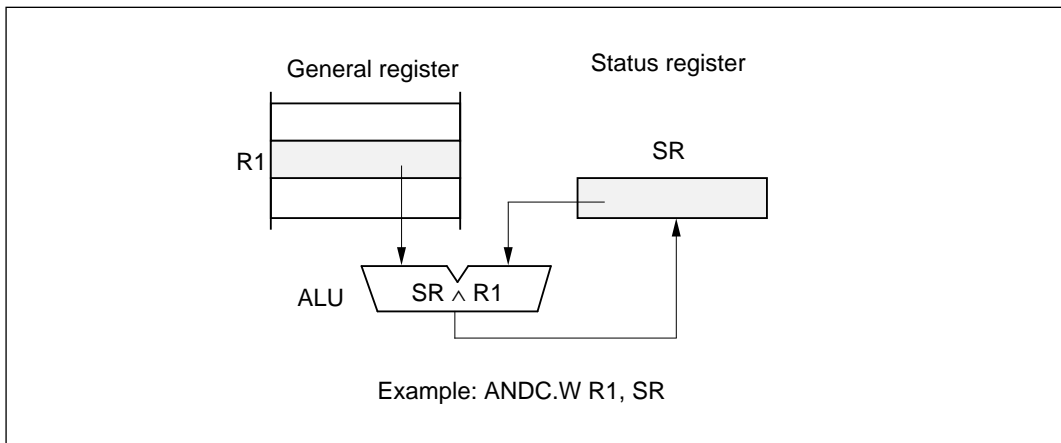 General register
Status register
R1
SR
ALU
SR ∧ R1
Example: ANDC.W R1, SR